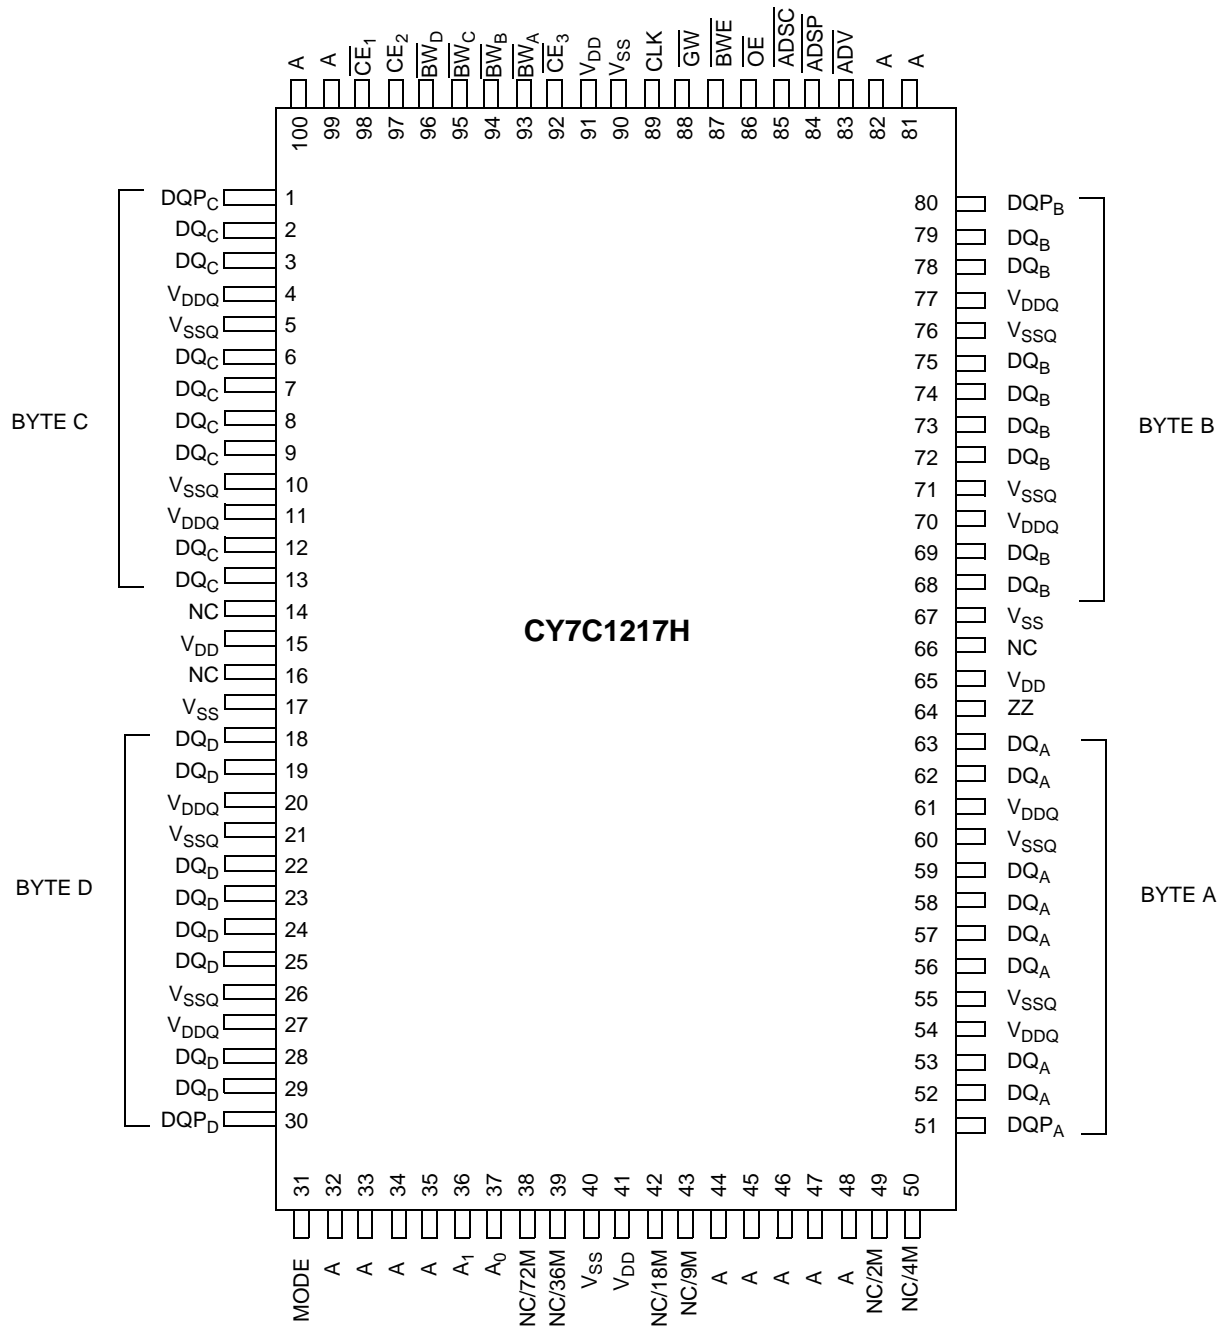 A A CE1 CE2 BWD BWC BWB BWA CE3 VDD VSS CLK GW BWE OE ADSC ADSP ADV A A
100 99 98 97 96 95 94 93 92 91 90 89 88 87 86 85 84 83 82 81
BYTE C
DQPC 1
DQC 2
DQC 3
VDDQ 4
VSSQ 5
DQC 6
DQC 7
DQC 8
DQC 9
VSSQ 10
VDDQ 11
DQC 12
DQC 13
NC 14
VDD 15
NC 16
VSS 17
BYTE D
DQD 18
DQD 19
VDDQ 20
VSSQ 21
DQD 22
DQD 23
DQD 24
DQD 25
VSSQ 26
VDDQ 27
DQD 28
DQD 29
DQPD 30
CY7C1217H
80 DQPB
79 DQB
78 DQB
77 VDDQ
76 VSSQ
75 DQB
74 DQB
73 DQB
72 DQB
71 VSSQ
70 VDDQ
69 DQB
68 DQB
BYTE B
67 VSS
66 NC
65 VDD
64 ZZ
63 DQA
62 DQA
61 VDDQ
60 VSSQ
59 DQA
58 DQA
57 DQA
56 DQA
55 VSSQ
54 VDDQ
53 DQA
52 DQA
51 DQPA
BYTE A
31 32 33 34 35 36 37 38 39 40 41 42 43 44 45 46 47 48 49 50
MODE A A A A A1 A0 NC/72M NC/36M VSS VDD NC/18M NC/9M A A A A A NC/2M NC/4M